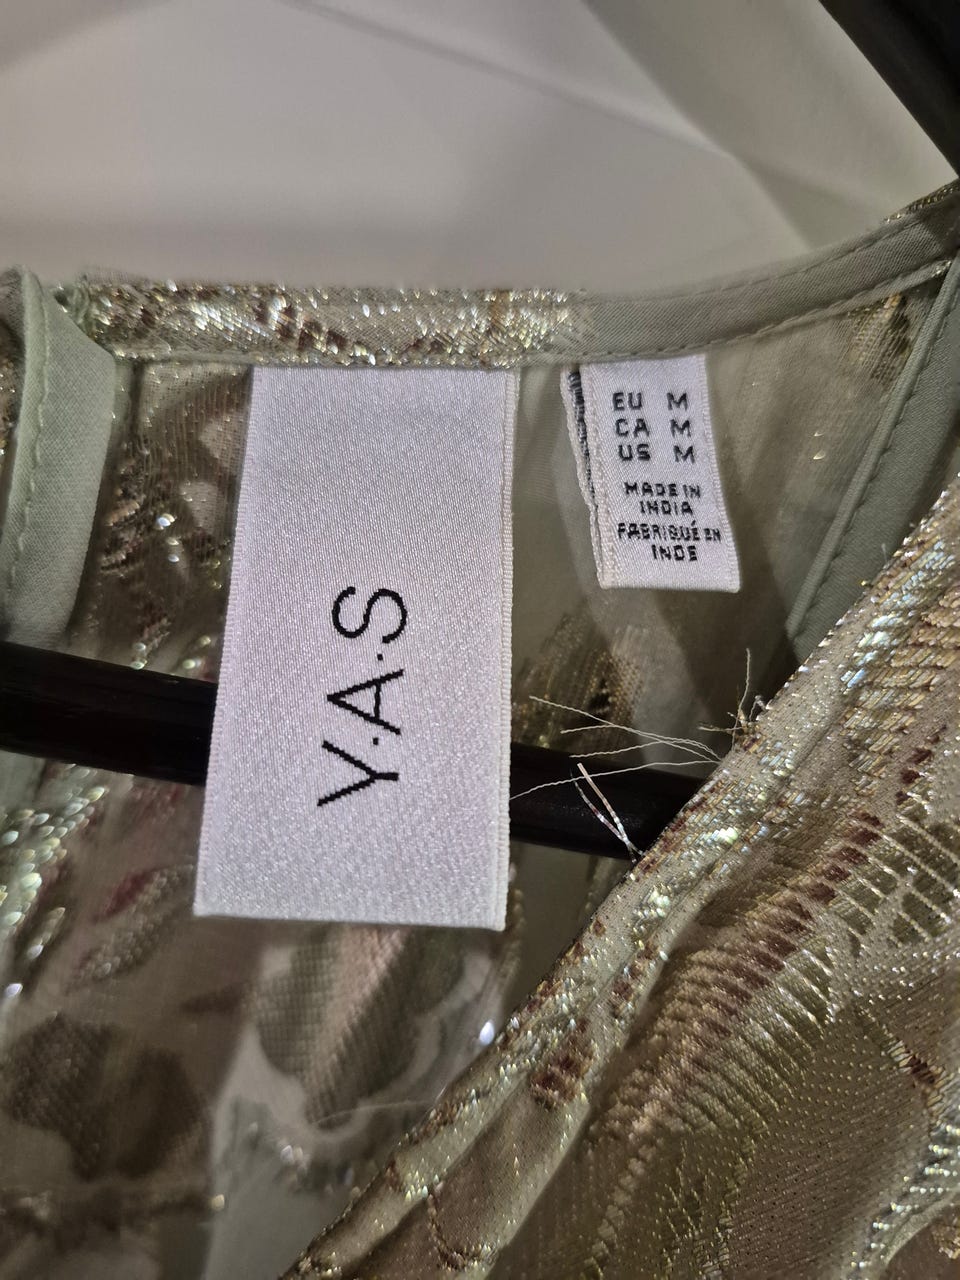 Y.A.S
EU M
CA M
US M
MADE IN
INDIA
FABRIQUÉ EN
INDE